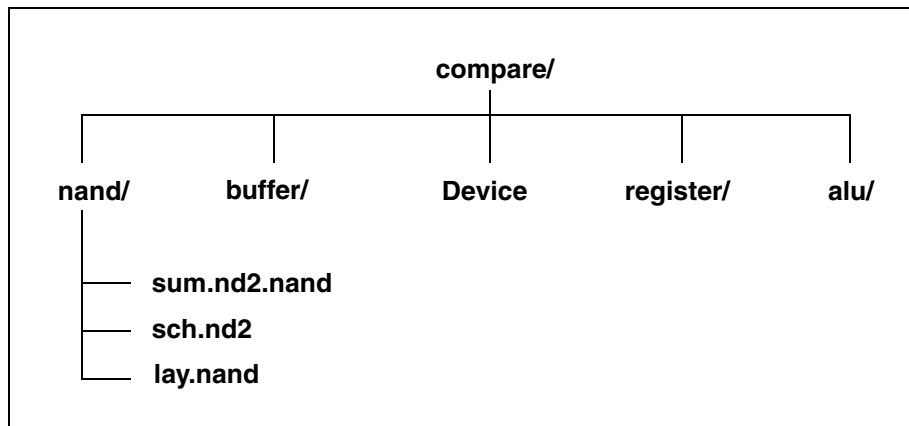 compare/
nand/ buffer/ Device register/ alu/
sum.nd2.nand
sch.nd2
lay.nand